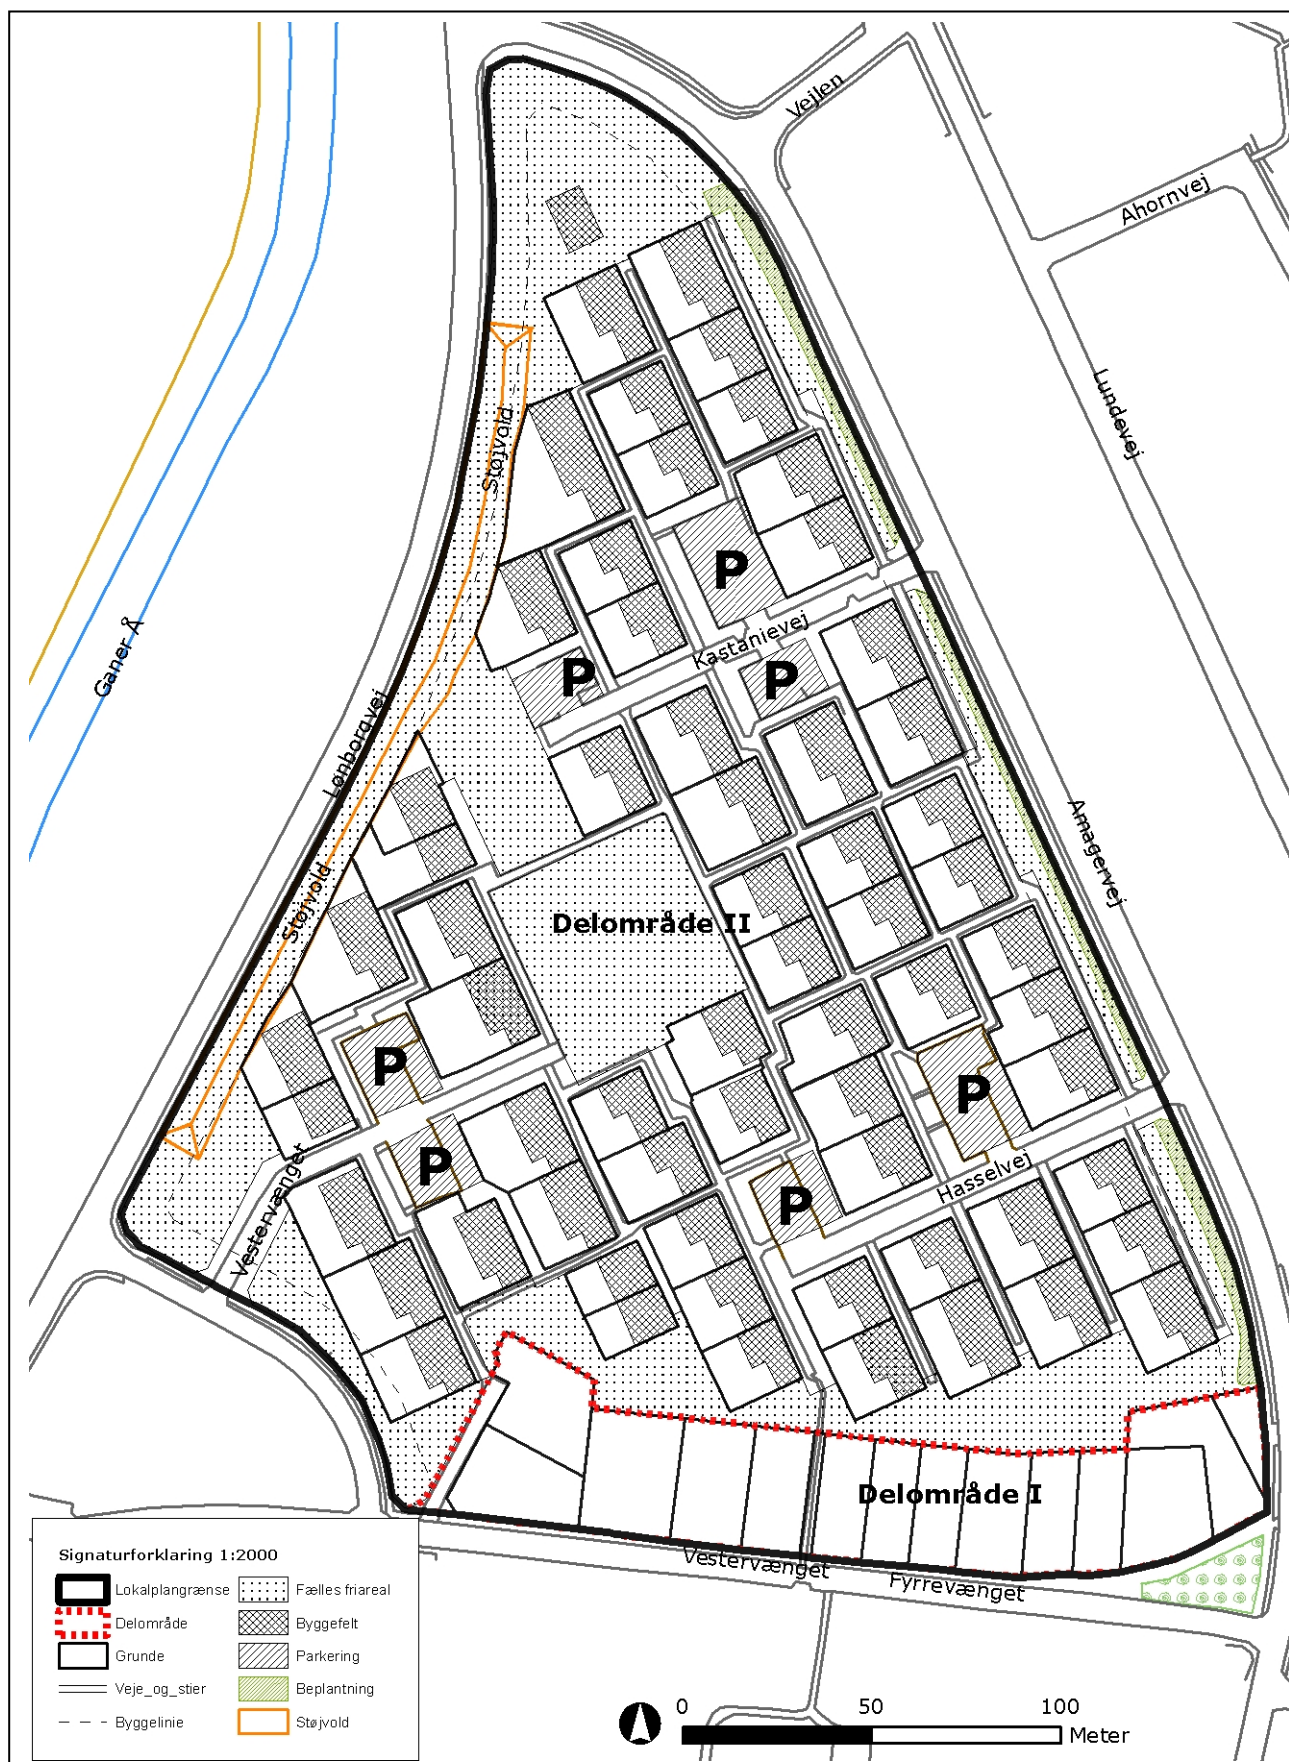 Vejlen
Ahornvej
Lundevej
Støjvold
P
Kastanievej
P
P
Ganer Å
Lønborgvej
Amagervej
Støjvold
Delområde II
P
P
P
P
Hasselvej
Vestervænget
Delområde I
Vestervænget
Fyrrevænget
Signaturforklaring 1:2000
Lokalplangrænse
Fælles friareal
Delområde
Byggefelt
Grunde
Parkering
Veje_og_stier
Beplantning
Byggelinie
Støjvold
0 50 100
Meter